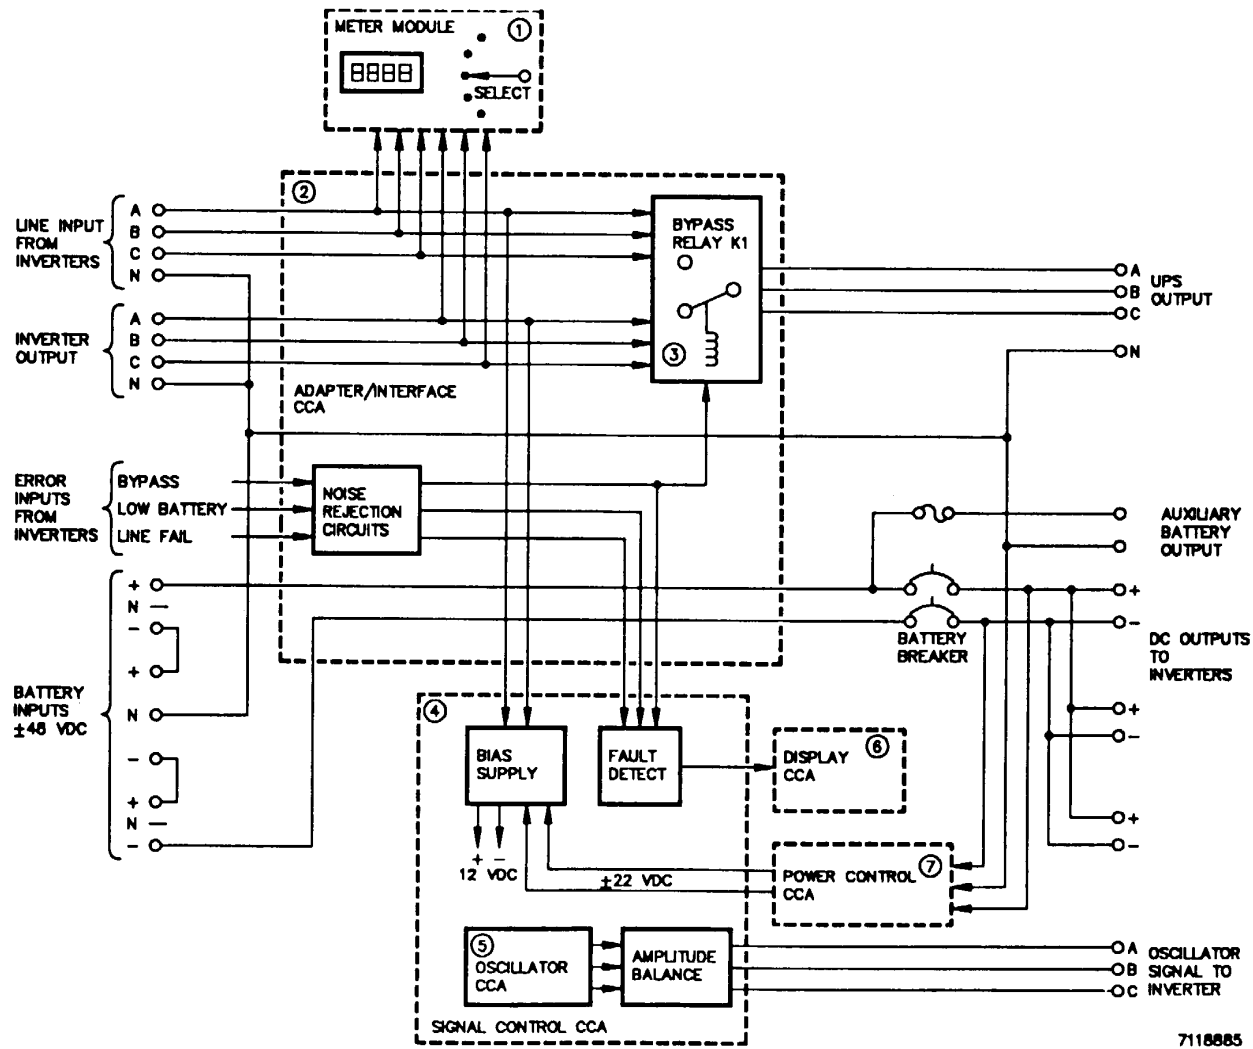 METER MODULE
1
8888
SELECT
2
LINE INPUT
FROM
INVERTERS
A
B
C
N
BYPASS
RELAY K1
3
A UPS
B OUTPUT
C
N
INVERTER
OUTPUT
A
B
C
N
ADAPTER/INTERFACE
CCA
ERROR
INPUTS
FROM
INVERTERS
BYPASS
LOW BATTERY
LINE FAIL
NOISE
REJECTION
CIRCUITS
AUXILIARY
BATTERY
OUTPUT
BATTERY
BREAKER
+
-
DC OUTPUTS
TO
INVERTERS
+
-
+
-
BATTERY
INPUTS
±48 VDC
+
N
-
+
N
-
+
N
-
4
BIAS
SUPPLY
FAULT
DETECT
DISPLAY
CCA
6
+ -
12 VDC
±22 VDC
POWER CONTROL
CCA
7
5
OSCILLATOR
CCA
AMPLITUDE
BALANCE
A OSCILLATOR
B SIGNAL TO
C INVERTER
SIGNAL CONTROL CCA
7118885